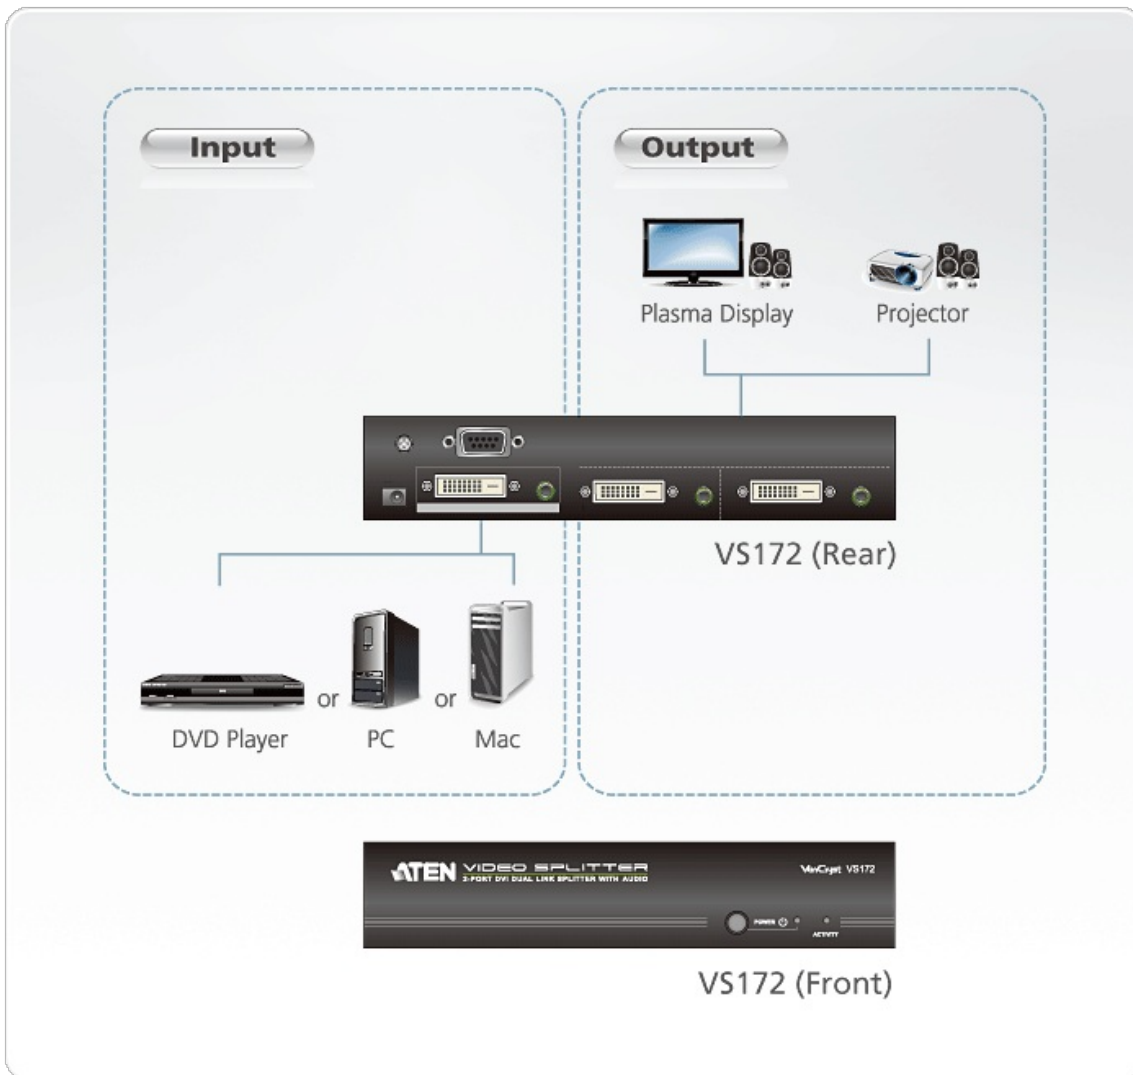 Input
Output
Plasma Display
Projector
VS172 (Rear)
DVD Player
or
PC
or
Mac
ATEN VIDEO SPLITTER
2-PORT DVI DUAL LINK SPLITTER WITH AUDIO
VanCryst VS172
POWER
ACTIVITY
VS172 (Front)